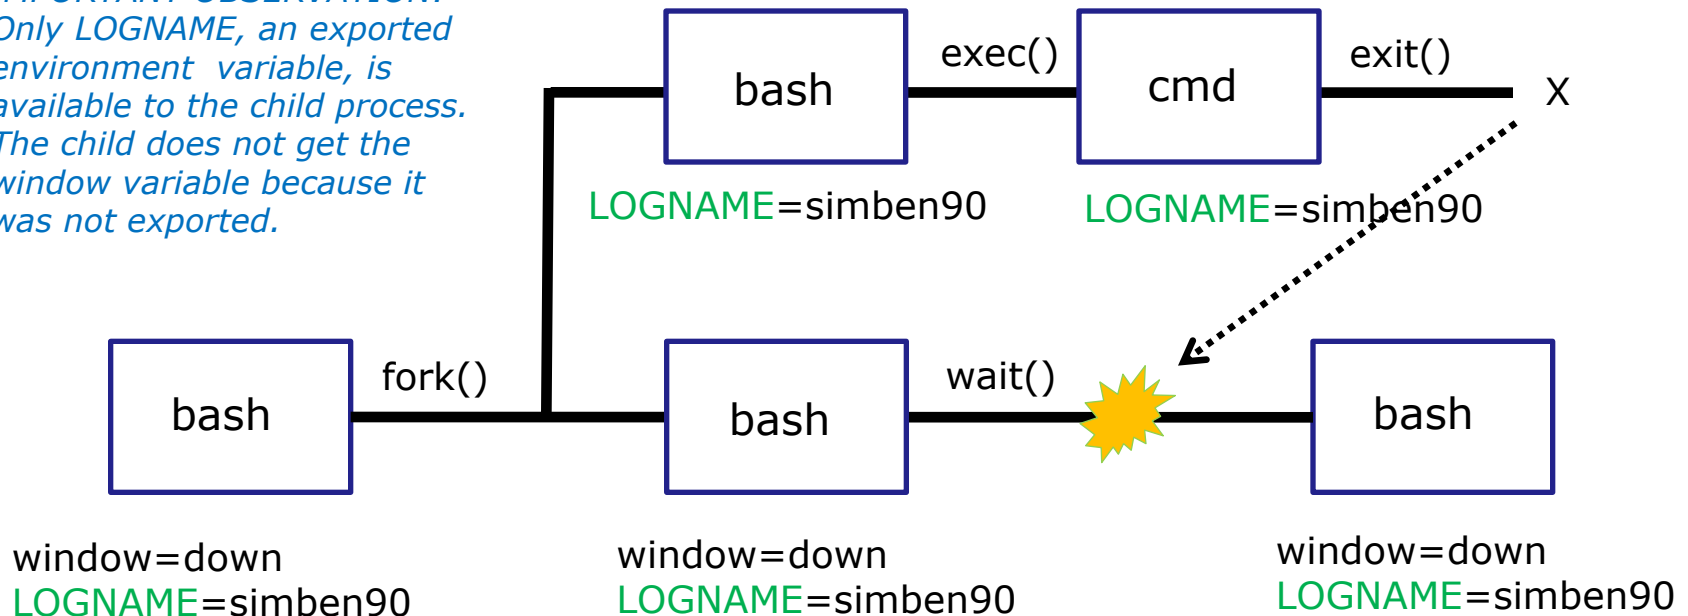 Only LOGNAME, an exported
environment variable, is
available to the child process.
The child does not get the
window variable because it
was not exported.
bash
exec()
cmd
exit()
X
LOGNAME=simben90
LOGNAME=simben90
bash
fork()
bash
wait()
bash
window=down
LOGNAME=simben90
window=down
LOGNAME=simben90
window=down
LOGNAME=simben90